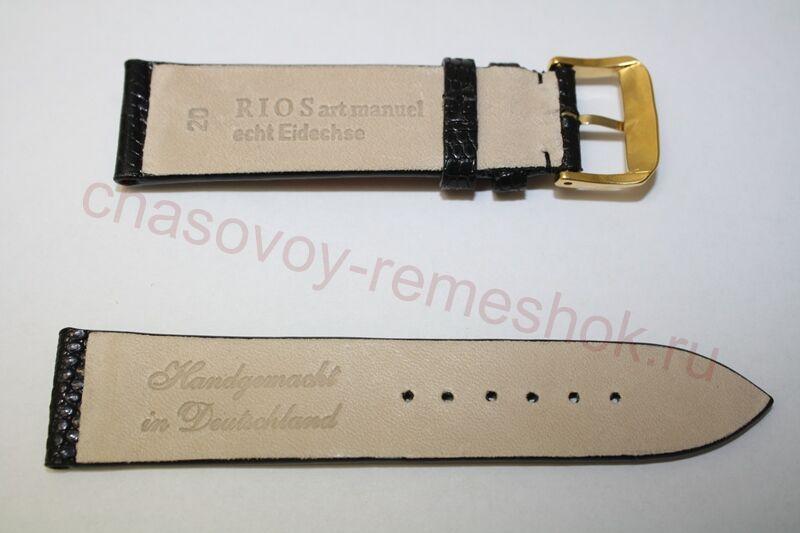 20
RIOS art manuel
echt Eidechse
chasovoy-remeshok.ru
Handgemacht
in Deutschland